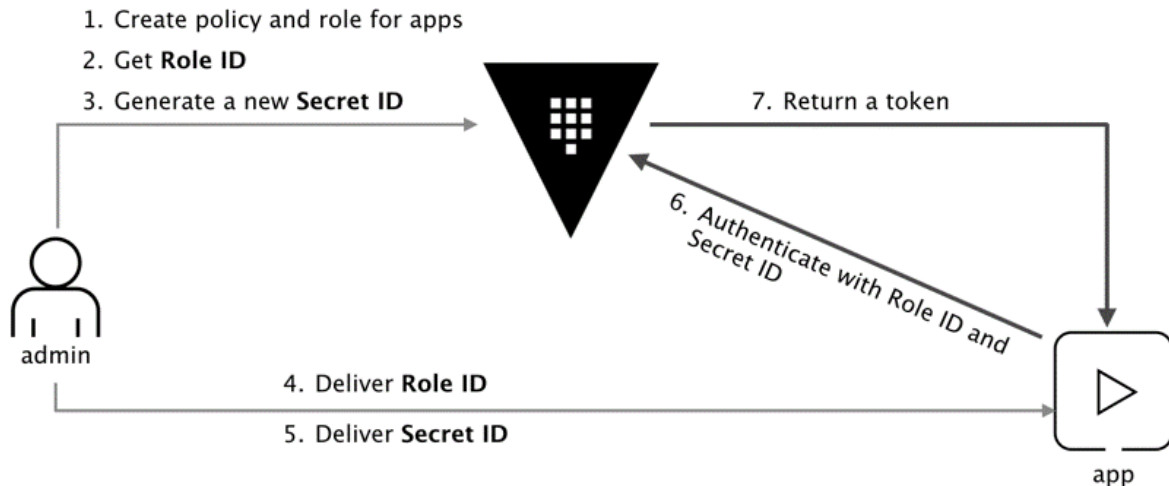 1. Create policy and role for apps
2. Get Role ID
3. Generate a new Secret ID
7. Return a token
6. Authenticate with Role ID and
Secret ID
admin
4. Deliver Role ID
5. Deliver Secret ID
app